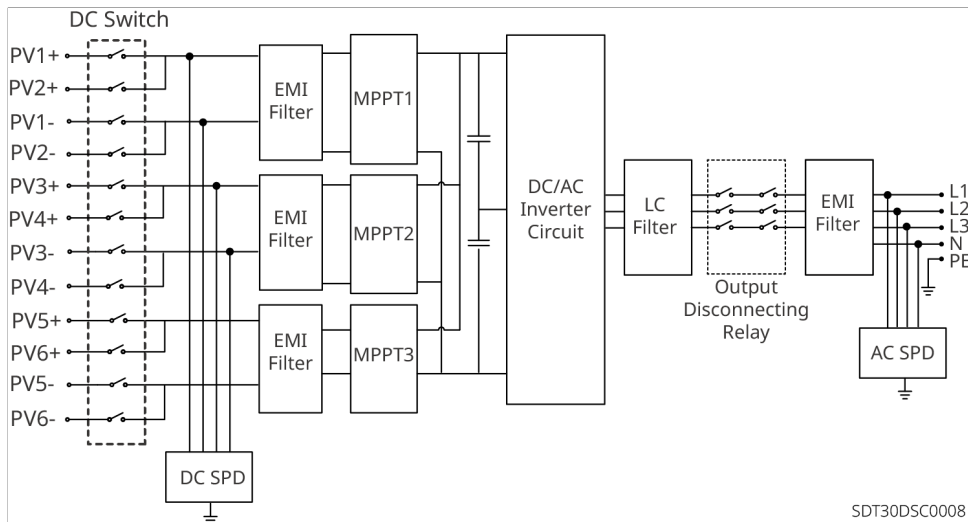 DC Switch
PV1+
PV2+
PV1-
PV2-
PV3+
PV4+
PV3-
PV4-
PV5+
PV6+
PV5-
PV6-
EMI
Filter
MPPT1
EMI
Filter
MPPT2
EMI
Filter
MPPT3
DC SPD
DC/AC
Inverter
Circuit
LC
Filter
Output
Disconnecting
Relay
EMI
Filter
L1
L2
L3
N
PE
AC SPD
SDT30DSC0008